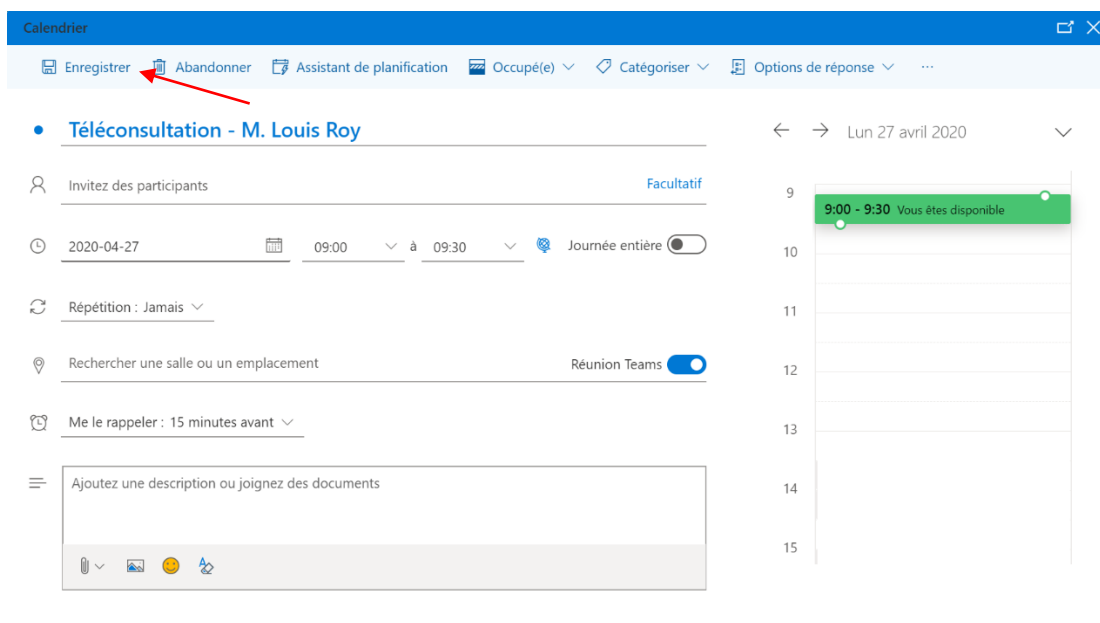 Calendrier
Enregistrer Abandonner Assistant de planification Occupé(e) Catégoriser Options de réponse ...
Téléconsultation - M. Louis Roy
Lun 27 avril 2020
Invitez des participants Facultatif
2020-04-27 09:00 à 09:30 Journée entière
Répétition : Jamais
Rechercher une salle ou un emplacement Réunion Teams
Me le rappeler : 15 minutes avant
Ajoutez une description ou joignez des documents
9
9:00 - 9:30 Vous êtes disponible
10
11
12
13
14
15